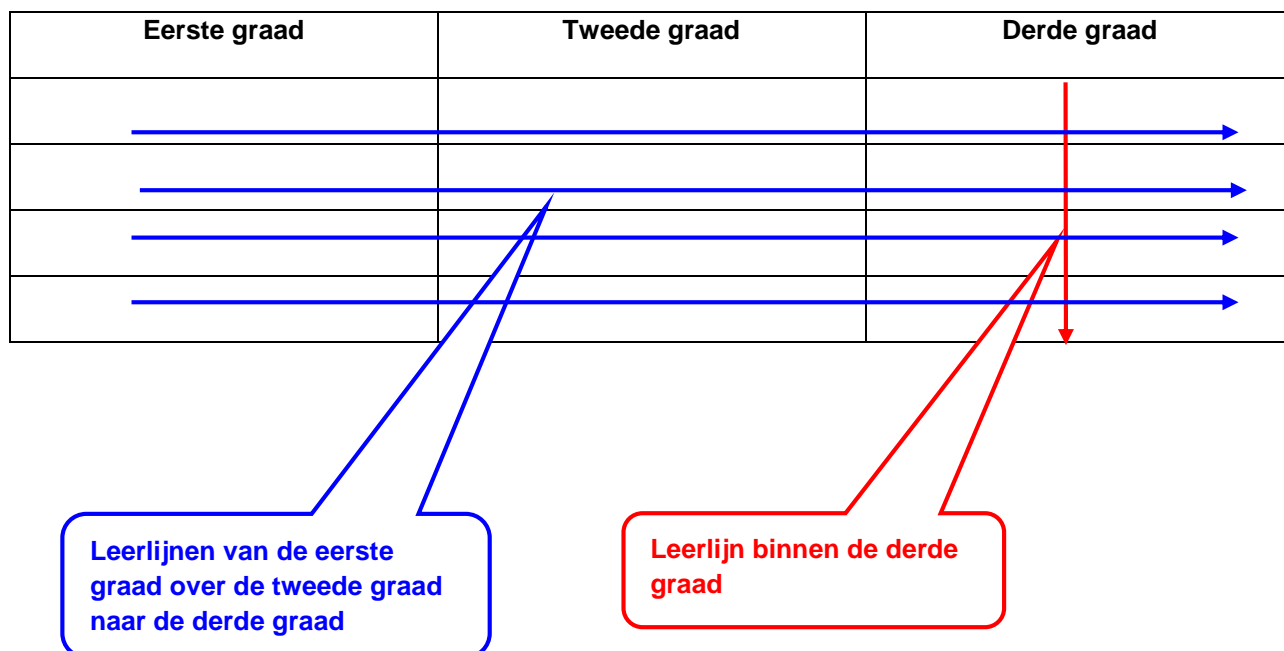 Eerste graad Tweede graad Derde graad
Leerlijnen van de eerste
graad over de tweede graad
naar de derde graad
Leerlijn binnen de derde
graad